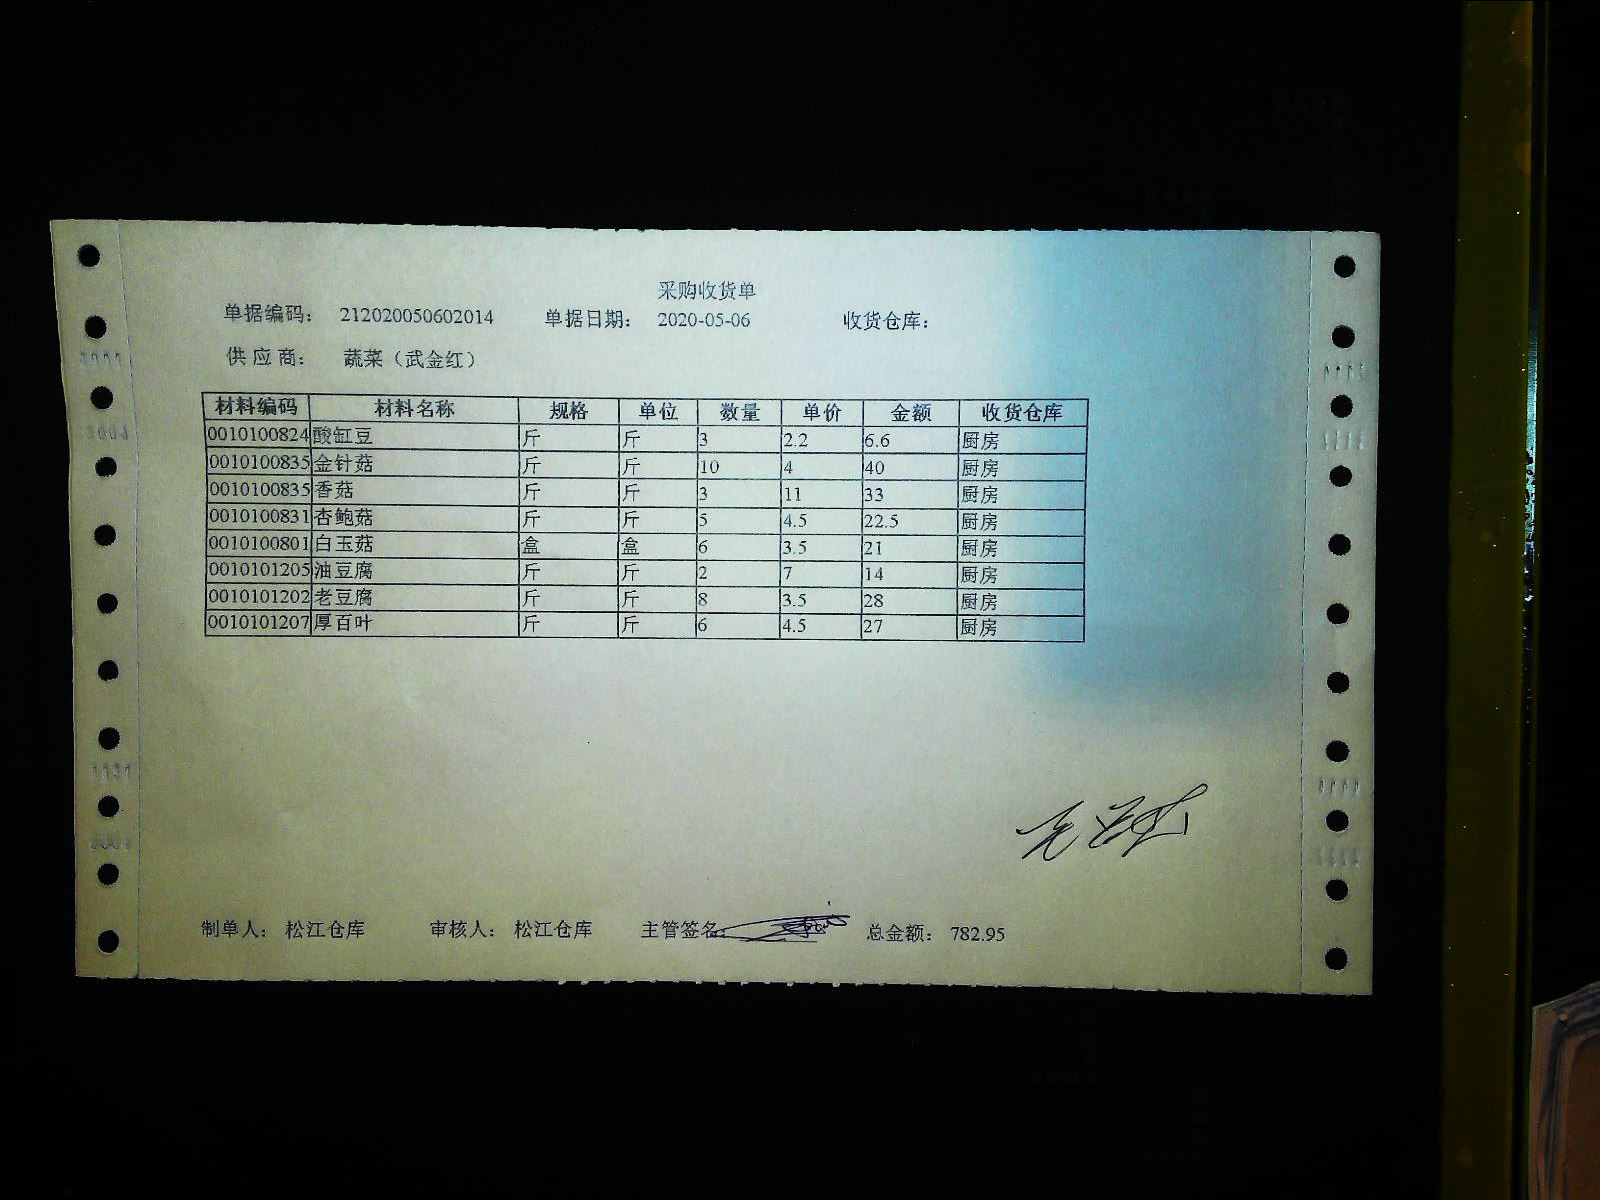 采购收货单
单据编码： 212020050602014 单据日期： 2020-05-06 收货仓库：
供 应 商： 蔬菜（武金红）
材料编码 材料名称 规格 单位 数量 单价 金额 收货仓库
0010100824 酸缸豆 斤 斤 3 2.2 6.6 厨房
0010100835 金针菇 斤 斤 10 4 40 厨房
0010100835 香菇 斤 斤 3 11 33 厨房
0010100831 杏鲍菇 斤 斤 5 4.5 22.5 厨房
0010100801 白玉菇 盒 盒 6 3.5 21 厨房
0010101205 油豆腐 斤 斤 2 7 14 厨房
0010101202 老豆腐 斤 斤 8 3.5 28 厨房
0010101207 厚百叶 斤 斤 6 4.5 27 厨房
制单人： 松江仓库 审核人： 松江仓库 主管签名： 总金额： 782.95